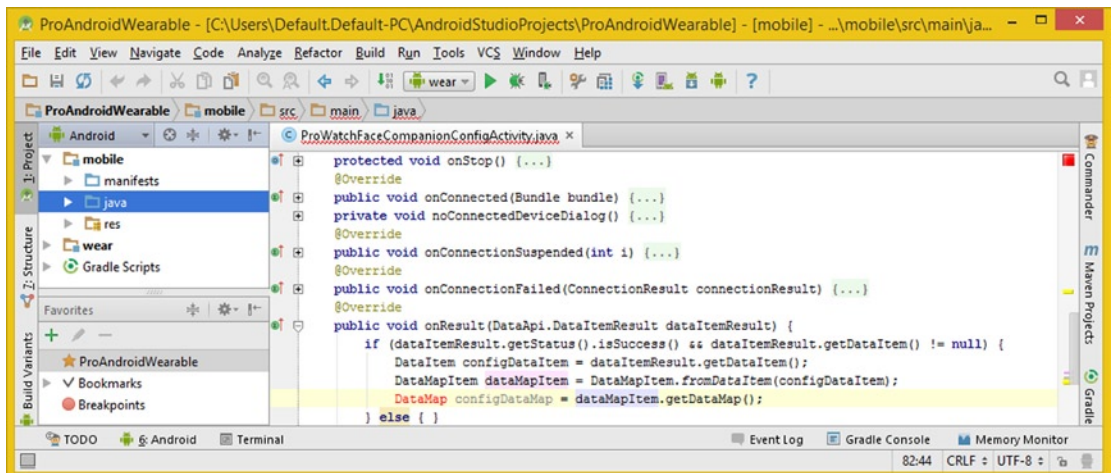 ProAndroidWearable - [C:\Users\Default.Default-PC\AndroidStudioProjects\ProAndroidWearable] - [mobile] - ...\mobile\src\main\ja...
File Edit View Navigate Code Analyze Refactor Build Run Tools VCS Window Help
wear
ProAndroidWearable mobile src main java
1: Project
Android
ProWatchFaceCompanionConfigActivity.java
mobile
manifests
java
res
wear
Gradle Scripts
7: Structure
Favorites
ProAndroidWearable
Bookmarks
Breakpoints
Build Variants
protected void onStop() {...}
@Override
public void onConnected(Bundle bundle) {...}
private void noConnectedDeviceDialog() {...}
@Override
public void onConnectionSuspended(int i) {...}
@Override
public void onConnectionFailed(ConnectionResult connectionResult) {...}
@Override
public void onResult(DataApi.DataItemResult dataItemResult) {
if (dataItemResult.getStatus().isSuccess() && dataItemResult.getDataItem() != null) {
DataItem configDataItem = dataItemResult.getDataItem();
DataMapItem dataMapItem = DataMapItem.fromDataItem(configDataItem);
DataMap configDataMap = dataMapItem.getDataMap();
} else { }
Commander
m Maven Projects
Gradle
TODO 6: Android Terminal Event Log Gradle Console Memory Monitor
82:44 CRLF UTF-8